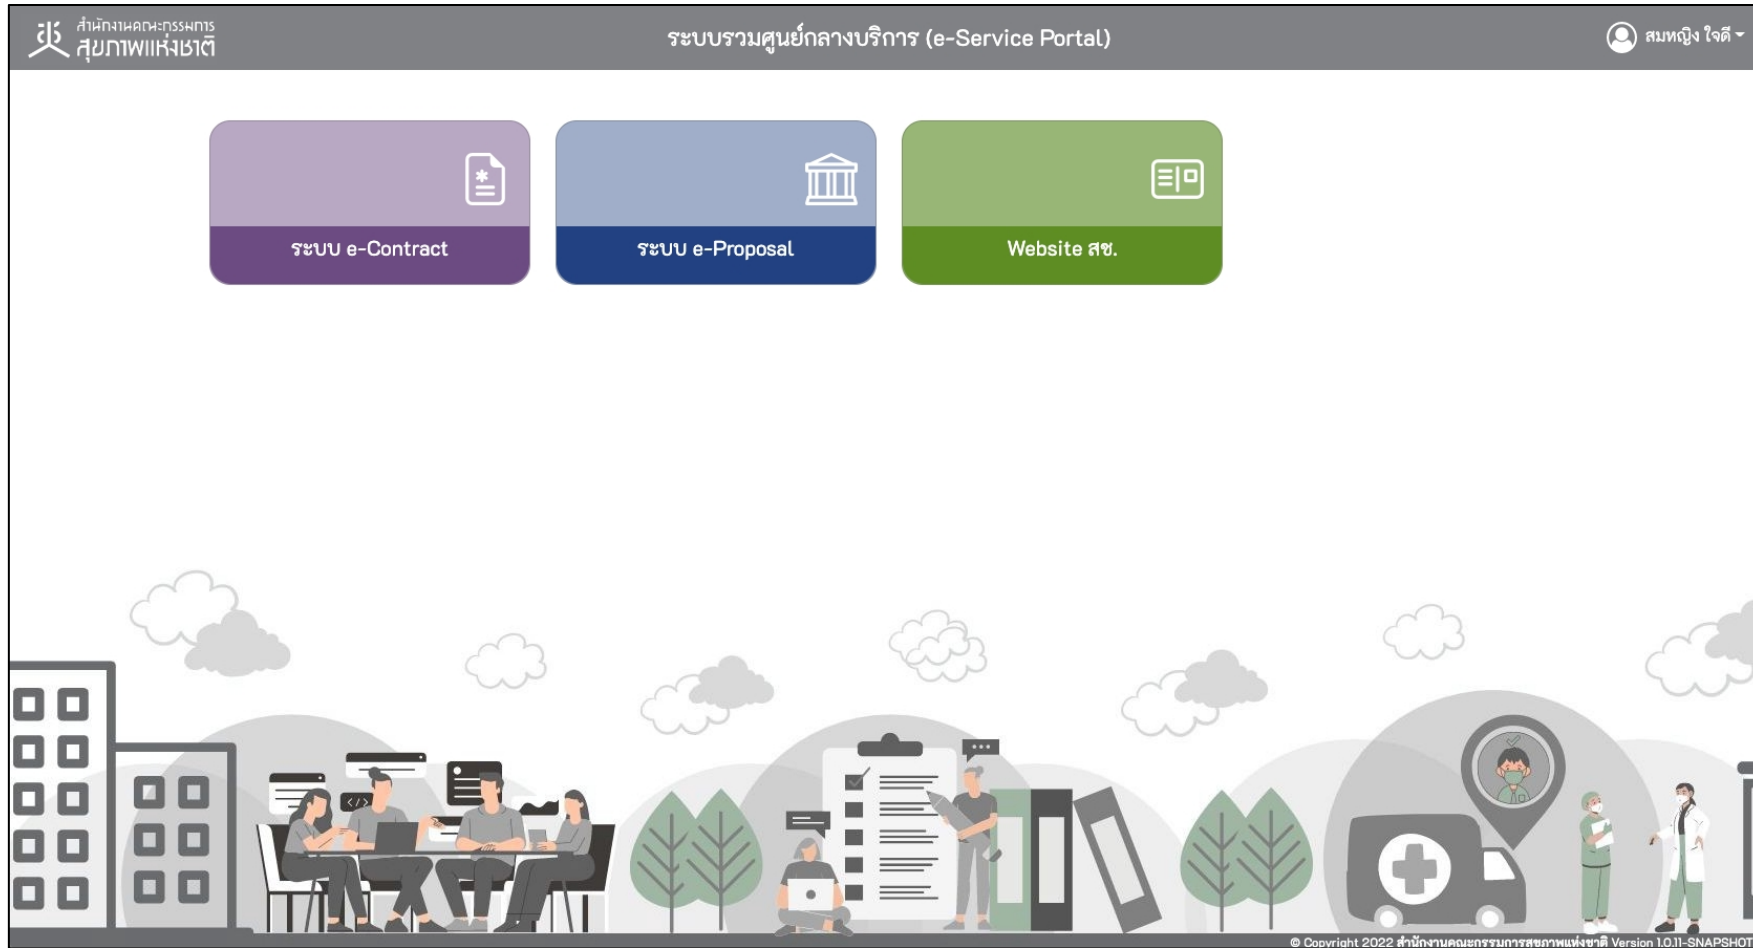 สำนักงานคณะกรรมการ
สุขภาพแห่งชาติ
ระบบรวมศูนย์กลางบริการ (e-Service Portal)
สมหญิง ใจดี
ระบบ e-Contract
ระบบ e-Proposal
Website สช.
</>
© Copyright 2022 สำนักงานคณะกรรมการสุขภาพแห่งชาติ Version 1.0.11-SNAPSHOT